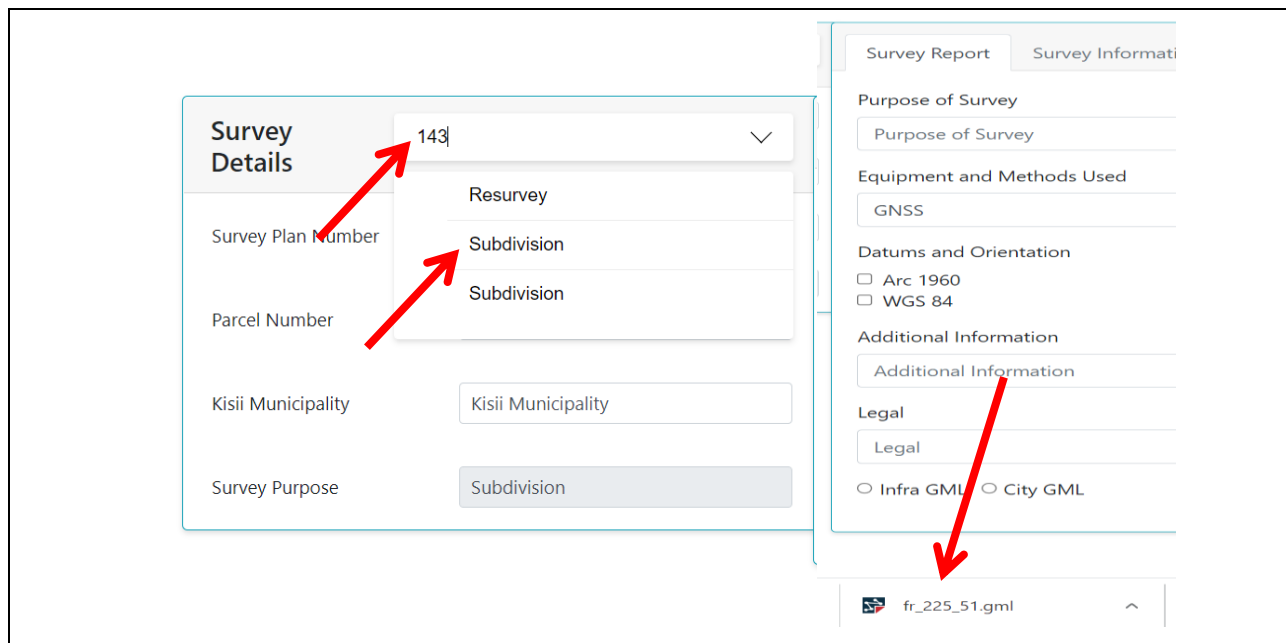 Survey
Details
143
Resurvey
Subdivision
Subdivision
Survey Plan Number
Parcel Number
Kisii Municipality
Kisii Municipality
Survey Purpose
Subdivision
Survey Report
Survey Informati
Purpose of Survey
Purpose of Survey
Equipment and Methods Used
GNSS
Datums and Orientation
Arc 1960
WGS 84
Additional Information
Additional Information
Legal
Legal
Infra GML
City GML
fr_225_51.gml